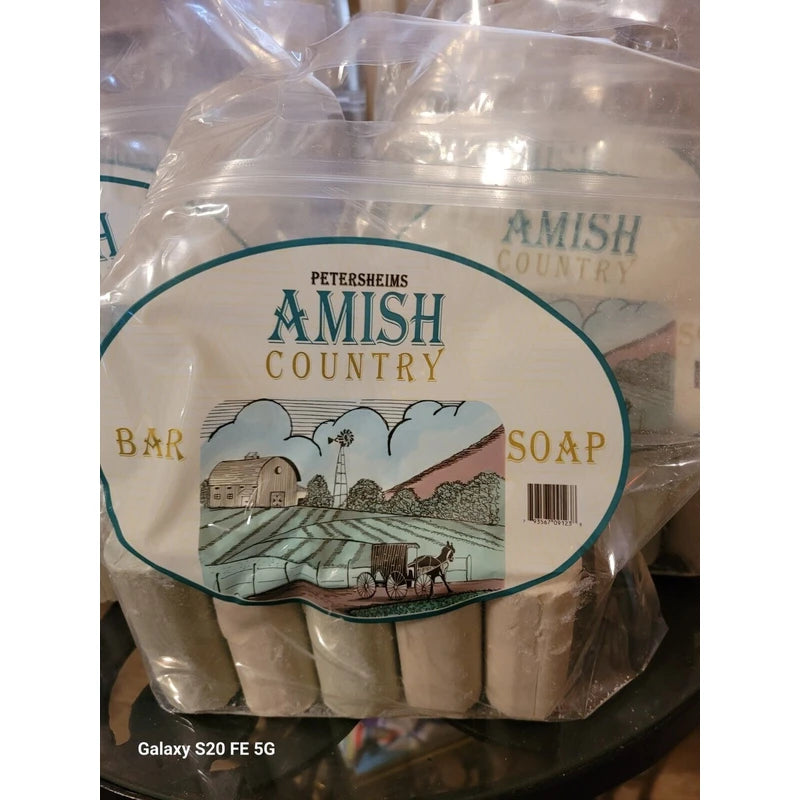 PETERSHEIMS
AMISH
COUNTRY
BAR
SOAP
AMISH
COUNTRY
H
Galaxy S20 FE 5G